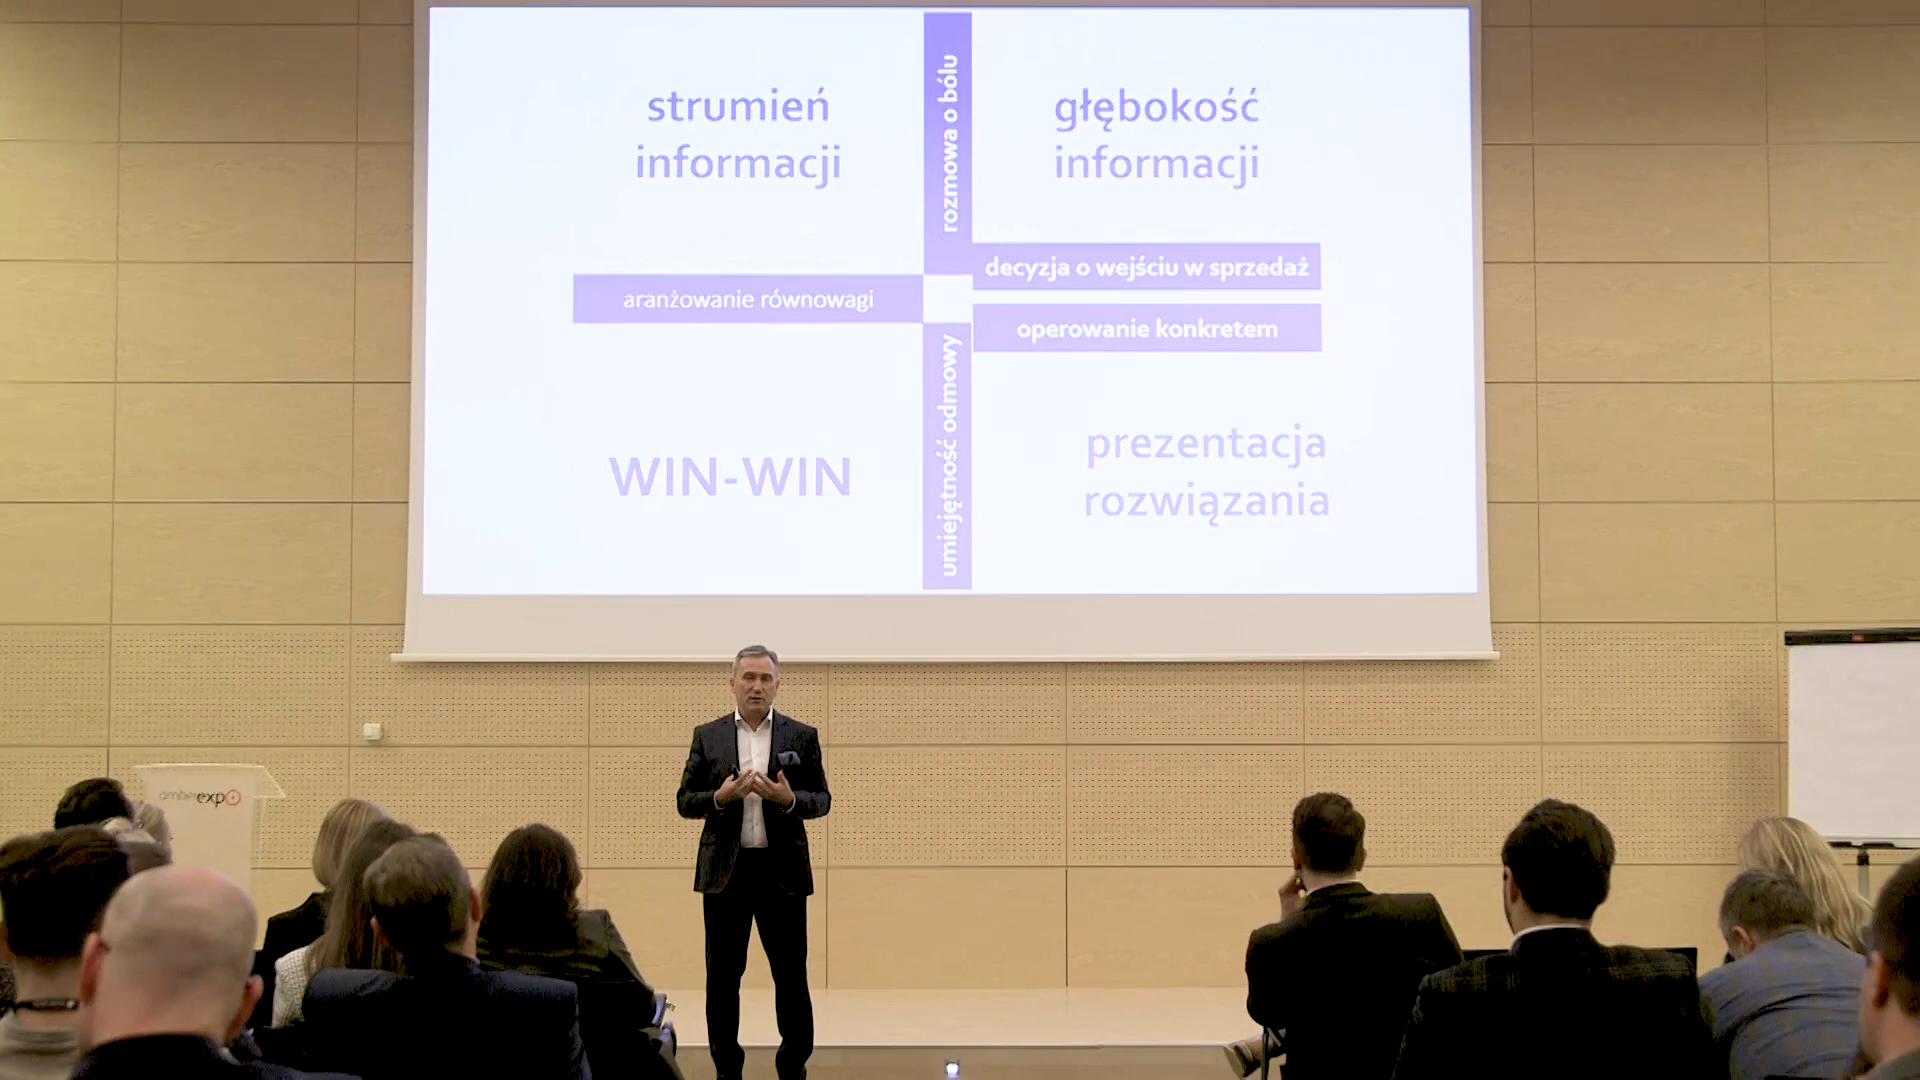 strumień
informacji
rozmowa o bólu
głębokość
informacji
decyzja o wejściu w sprzedaż
aranżowanie równowagi
operowanie konkretem
umiejętność odmowy
WIN-WIN
prezentacja
rozwiązania
amberexpo